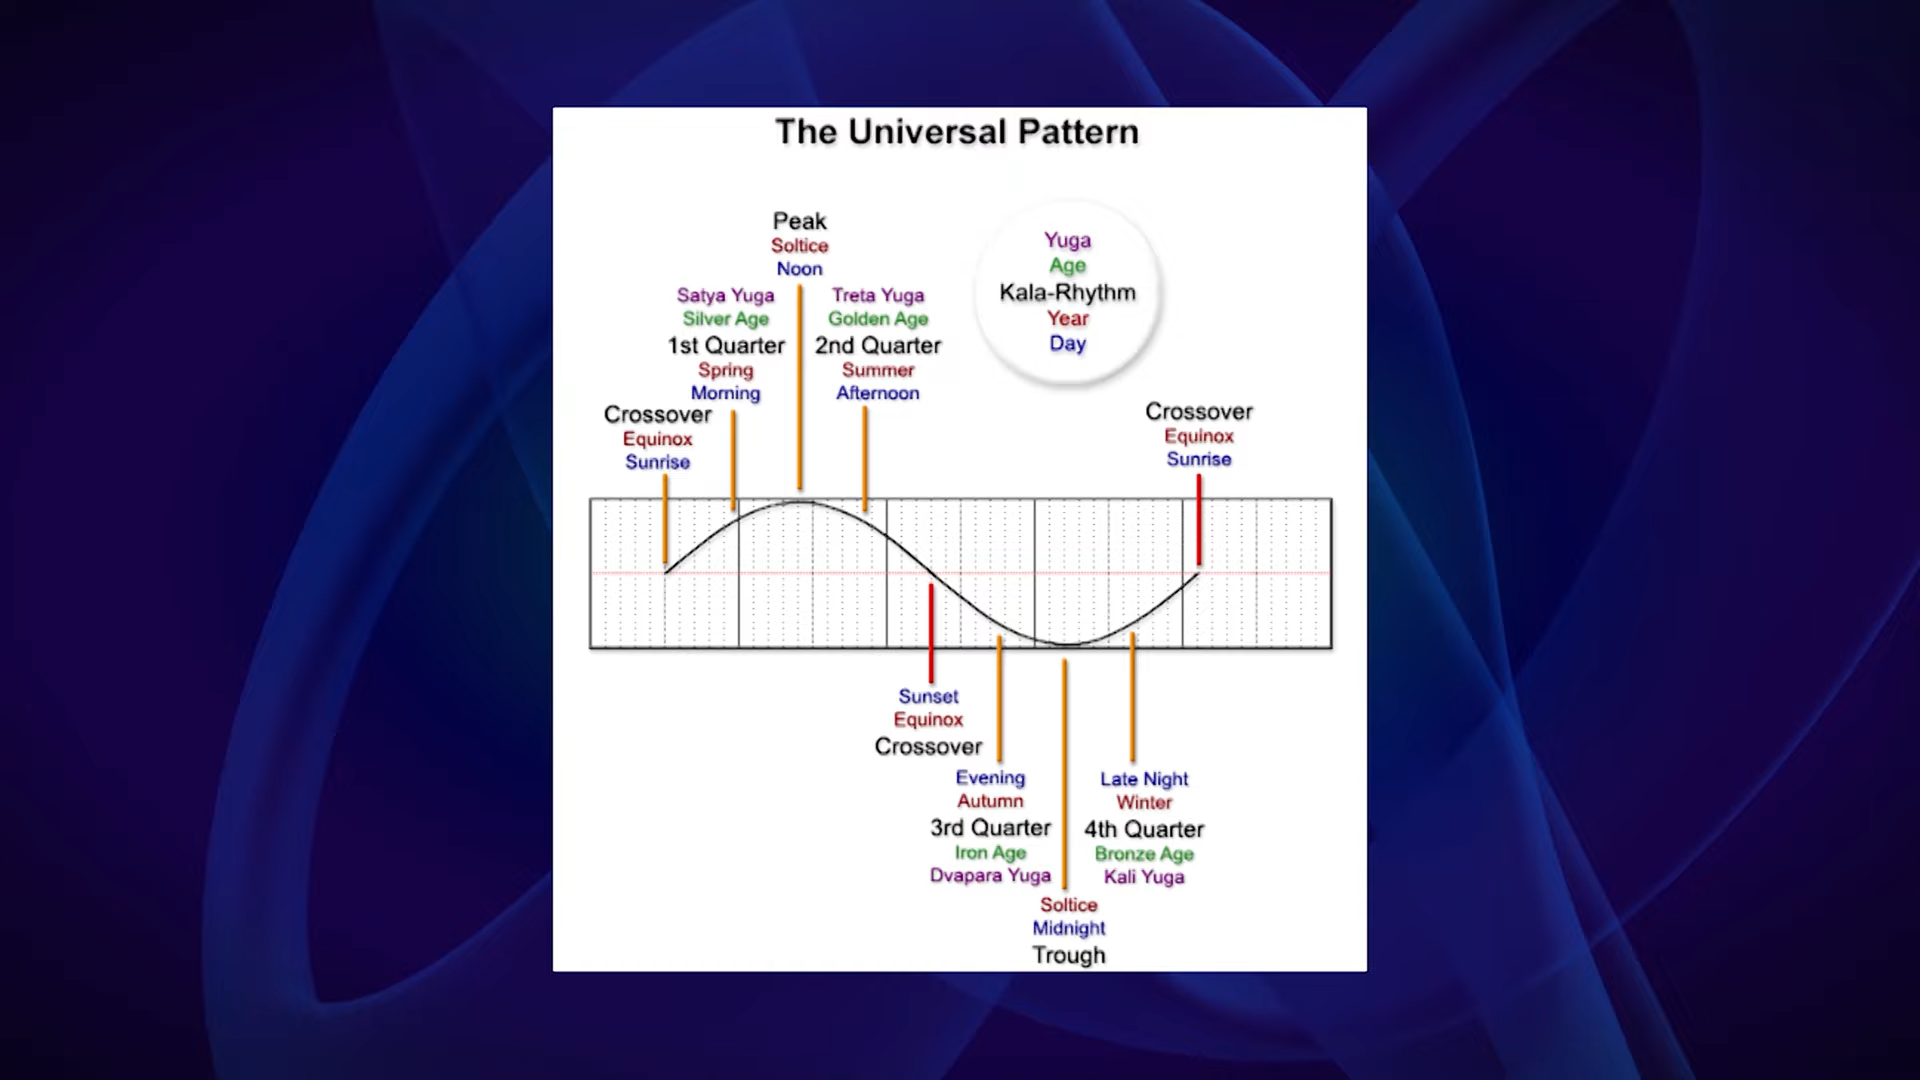 The Universal Pattern
Peak
Soltice
Noon
Satya Yuga
Silver Age
1st Quarter
Spring
Morning
Treta Yuga
Golden Age
2nd Quarter
Summer
Afternoon
Yuga
Age
Kala-Rhythm
Year
Day
Crossover
Equinox
Sunrise
Crossover
Equinox
Sunrise
Sunset
Equinox
Crossover
Evening
Autumn
3rd Quarter
Iron Age
Dvapara Yuga
Late Night
Winter
4th Quarter
Bronze Age
Kali Yuga
Soltice
Midnight
Trough